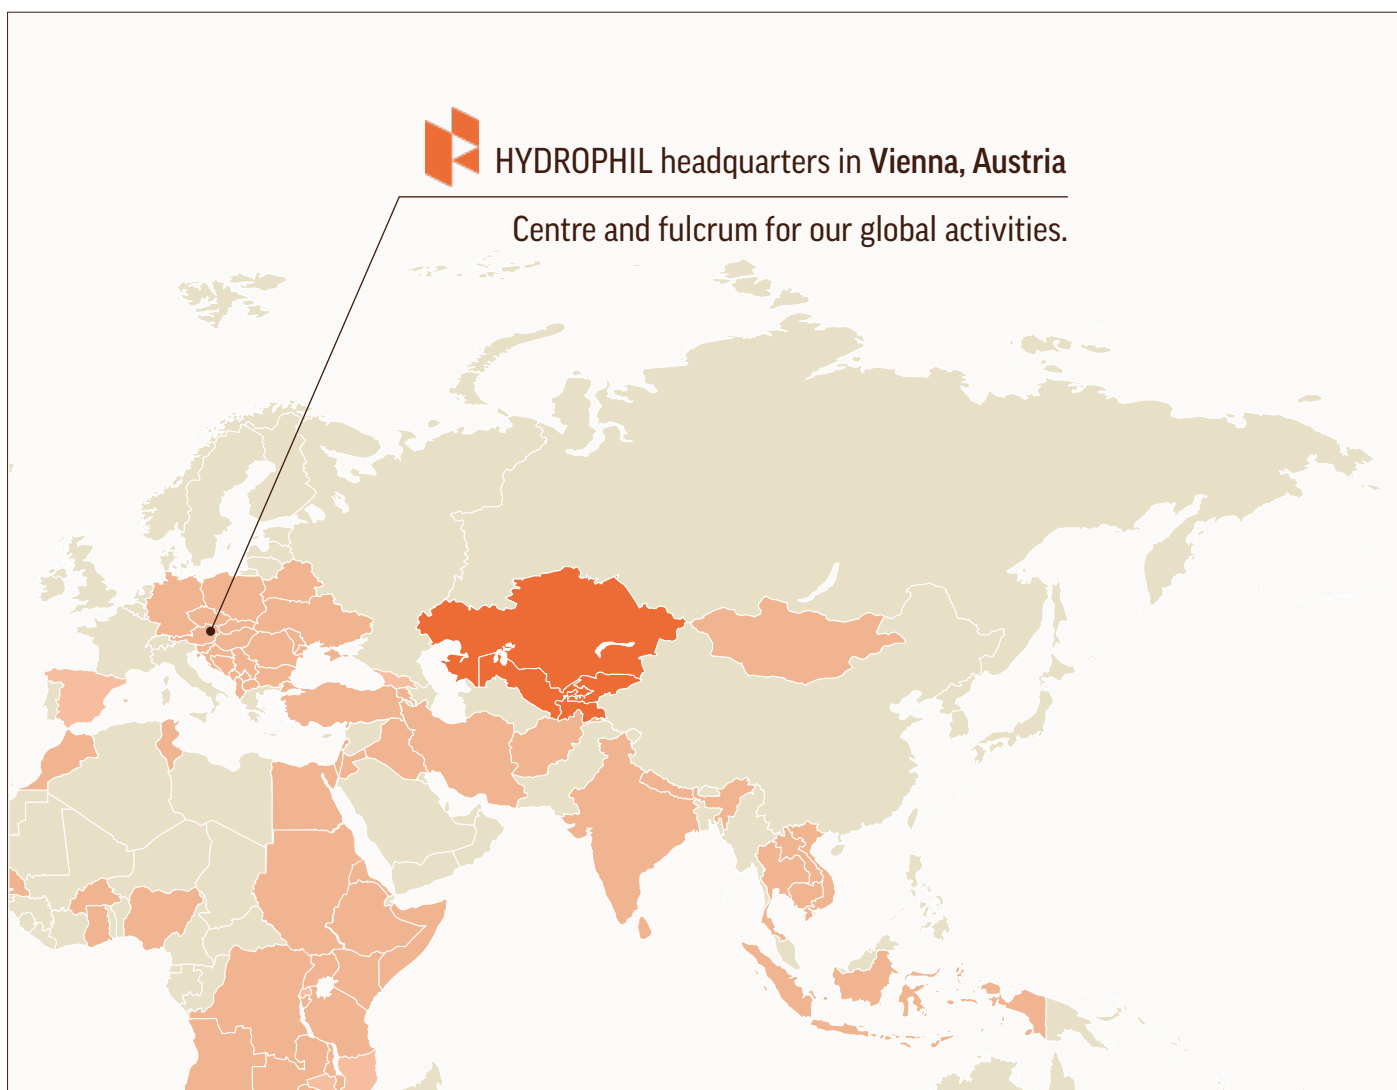 HYDROPHIL headquarters in Vienna, Austria
Centre and fulcrum for our global activities.